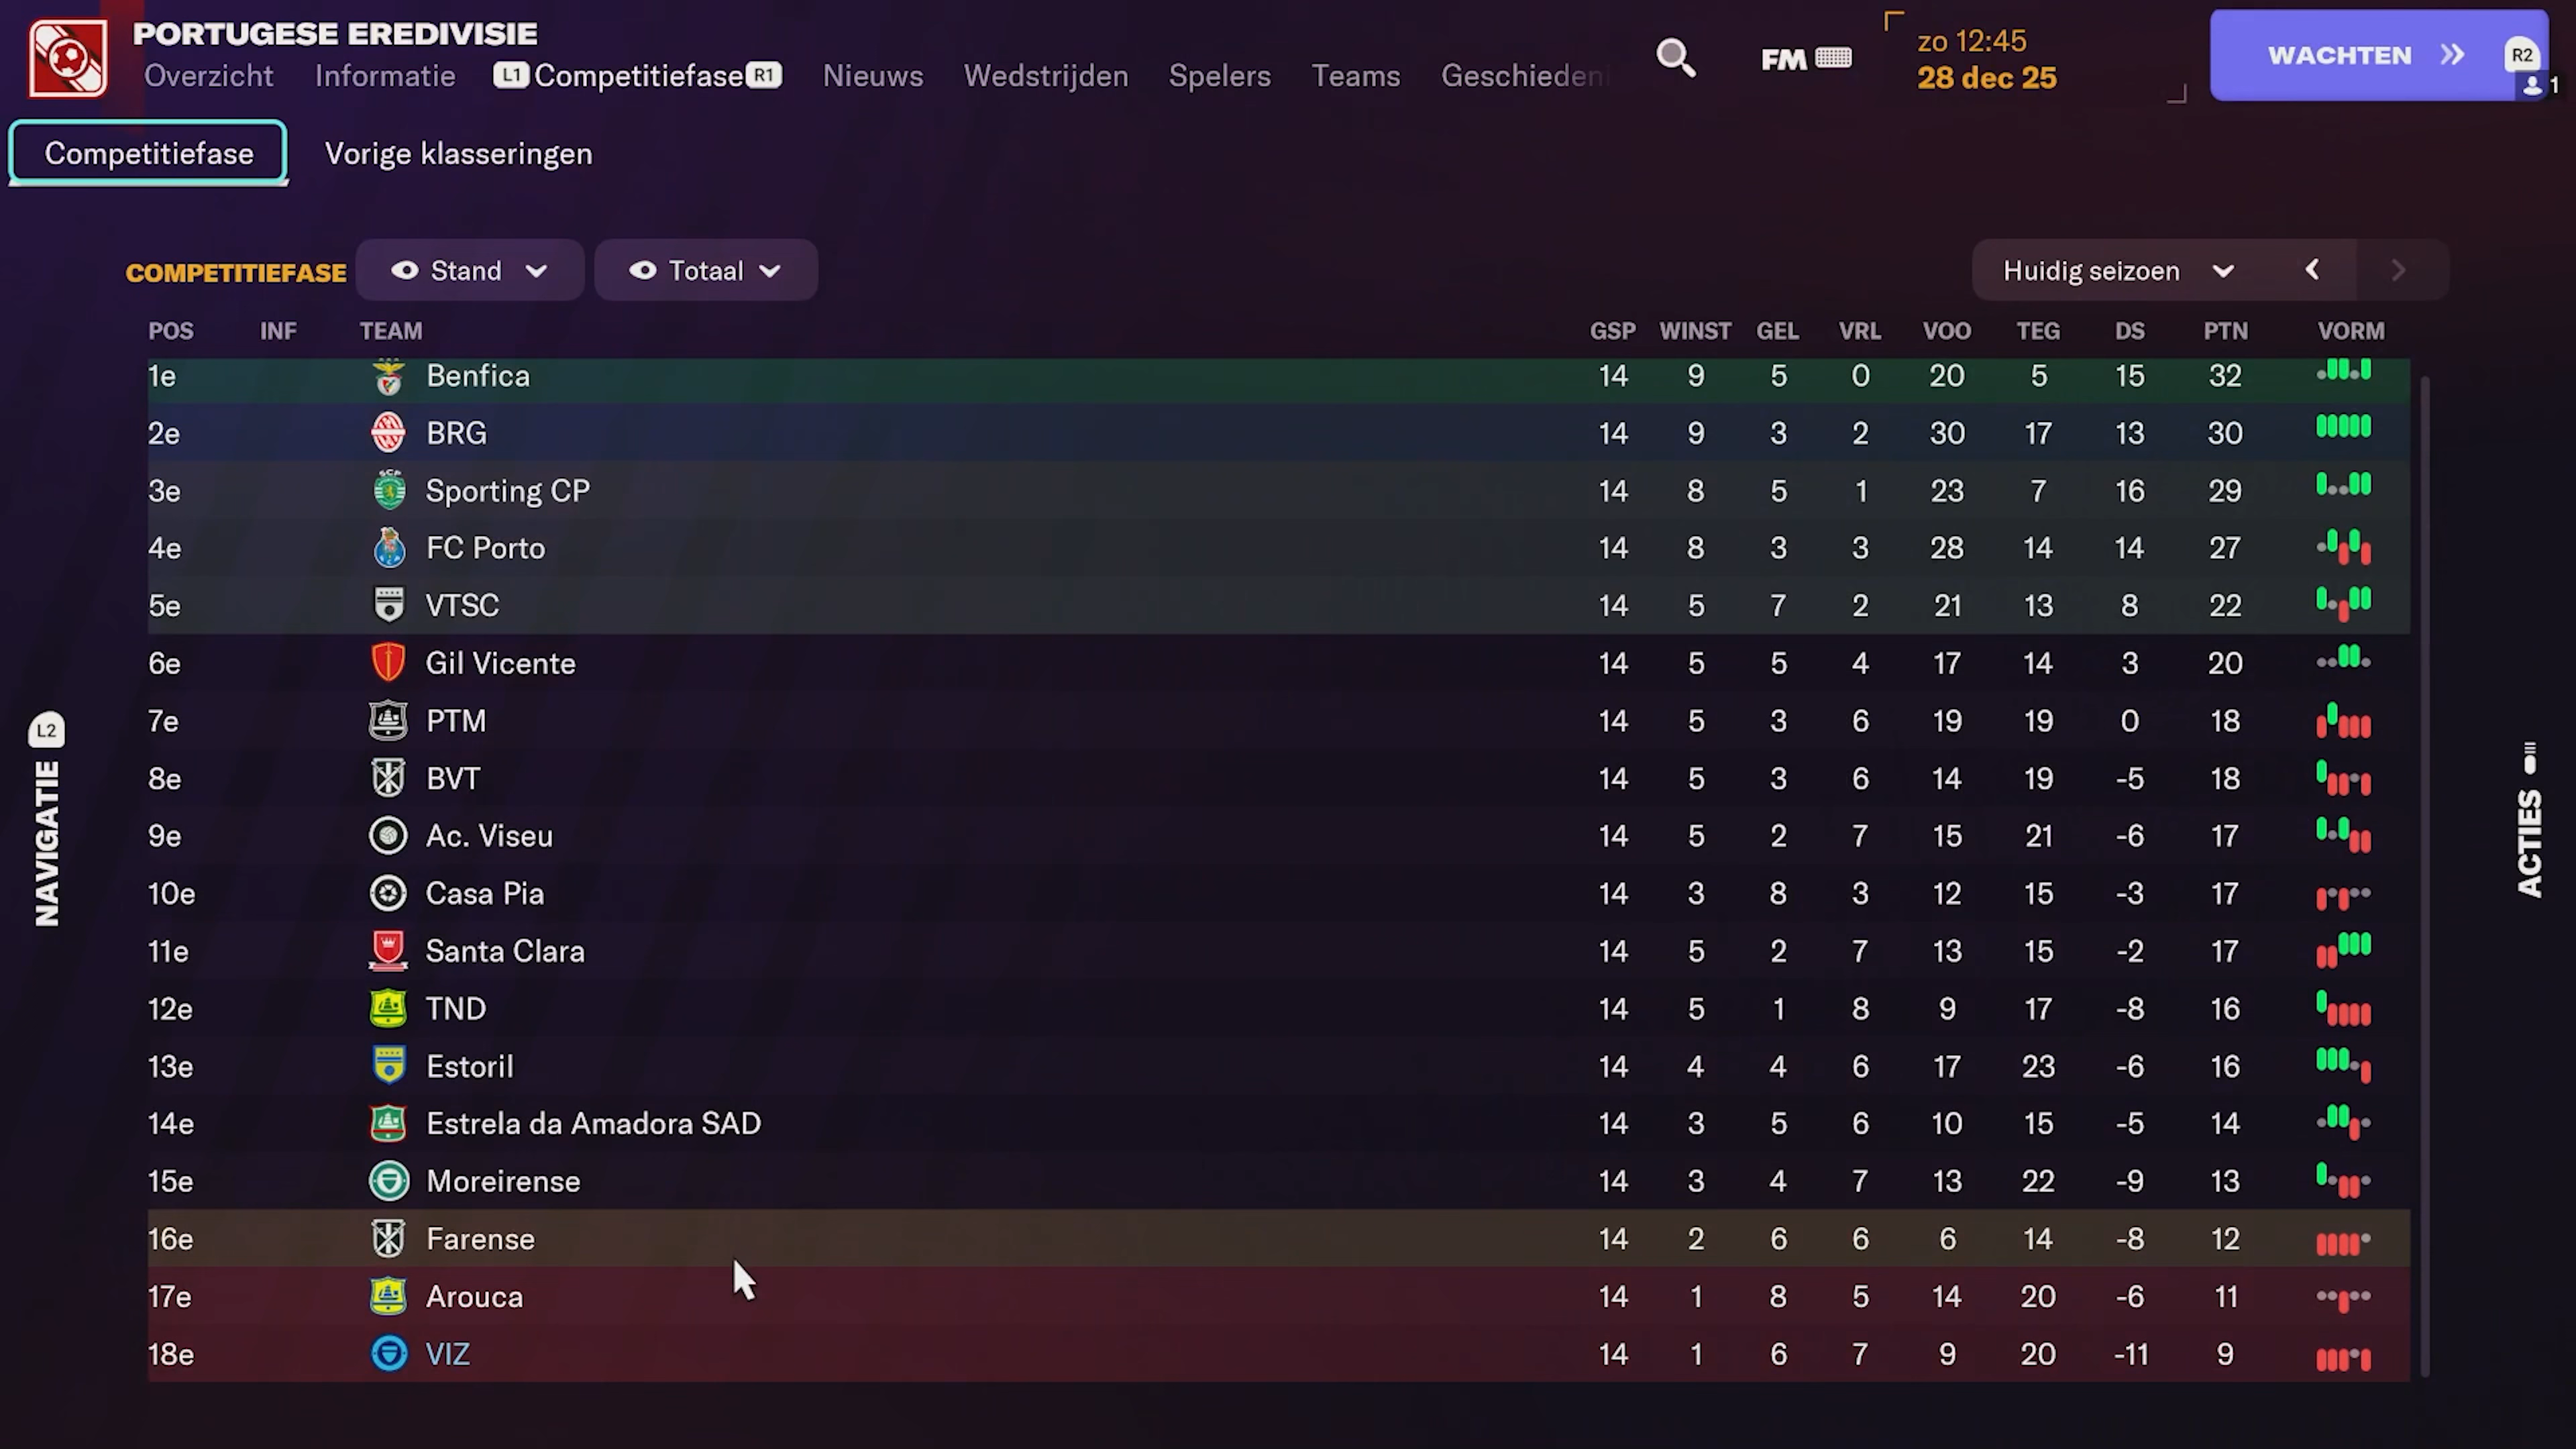 PORTUGESE EREDIVISIE
Overzicht Informatie L1 Competitiefase R1 Nieuws Wedstrijden Spelers Teams Geschieden
FM
zo 12:45
28 dec 25
WACHTEN R2
1
Competitiefase Vorige klasseringen
COMPETITIEFASE Stand Totaal Huidig seizoen
POS INF TEAM GSP WINST GEL VRL VOO TEG DS PTN VORM
1e Benfica 14 9 5 0 20 5 15 32
2e BRG 14 9 3 2 30 17 13 30
3e Sporting CP 14 8 5 1 23 7 16 29
4e FC Porto 14 8 3 3 28 14 14 27
5e VTSC 14 5 7 2 21 13 8 22
6e Gil Vicente 14 5 5 4 17 14 3 20
7e PTM 14 5 3 6 19 19 0 18
8e BVT 14 5 3 6 14 19 -5 18
9e Ac. Viseu 14 5 2 7 15 21 -6 17
10e Casa Pia 14 3 8 3 12 15 -3 17
11e Santa Clara 14 5 2 7 13 15 -2 17
12e TND 14 5 1 8 9 17 -8 16
13e Estoril 14 4 4 6 17 23 -6 16
14e Estrela da Amadora SAD 14 3 5 6 10 15 -5 14
15e Moreirense 14 3 4 7 13 22 -9 13
16e Farense 14 2 6 6 6 14 -8 12
17e Arouca 14 1 8 5 14 20 -6 11
18e VIZ 14 1 6 7 9 20 -11 9
NAVIGATIE L2
ACTIES